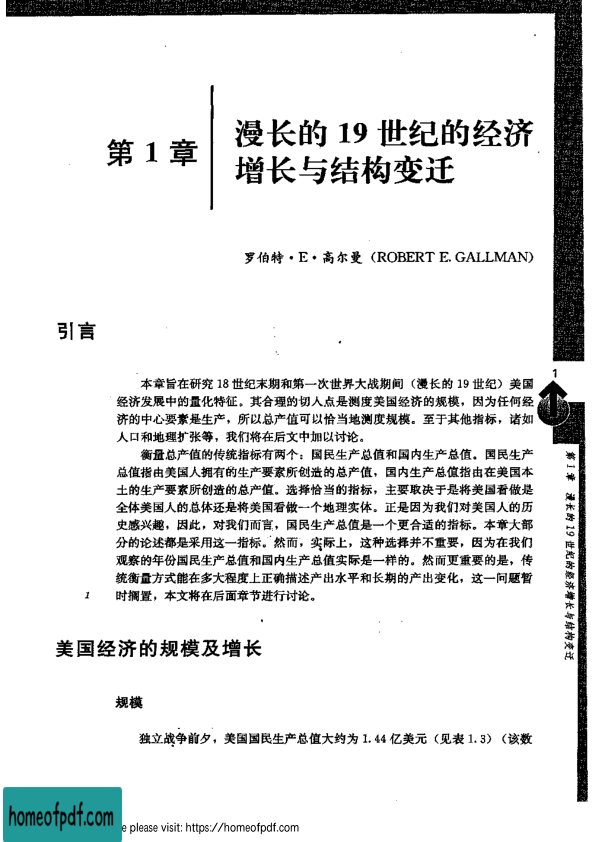 第 1 章
漫长的 19 世纪的经济
增长与结构变迁
罗伯特·E·高尔曼（ROBERT E. GALLMAN）
引言
本章旨在研究 18 世纪末期和第一次世界大战期间（漫长的 19 世纪）美国
经济发展中的量化特征。其合理的切入点是测度美国经济的规模，因为任何经
济的中心要素是生产，所以总产值可以恰当地测度规模。至于其他指标，诸如
人口和地理扩张等，我们将在后文中加以讨论。
衡量总产值的传统指标有两个：国民生产总值和国内生产总值。国民生产
总值指由美国人拥有的生产要素所创造的总产值，国内生产总值指由在美国本
土的生产要素所创造的总产值。选择恰当的指标，主要取决于是将美国看做是
全体美国人的总体还是将美国看做一个地理实体。正是因为我们对美国人的历
史感兴趣，因此，对我们而言，国民生产总值是一个更合适的指标。本章大部
分的论述都是采用这一指标。然而，实际上，这种选择并不重要，因为在我们
观察的年份国民生产总值和国内生产总值实际是一样的。然而更重要的是，传
统衡量方式能在多大程度上正确描述产出水平和长期的产出变化，这一问题暂
1 时搁置，本文将在后面章节进行讨论。
美国经济的规模及增长
规模
独立战争前夕，美国国民生产总值大约为 1.44 亿美元（见表 1.3）（该数
1
第 1 章 漫长的 19 世纪的经济增长与结构变迁
homeofpdf.com
e please visit: https://homeofpdf.com